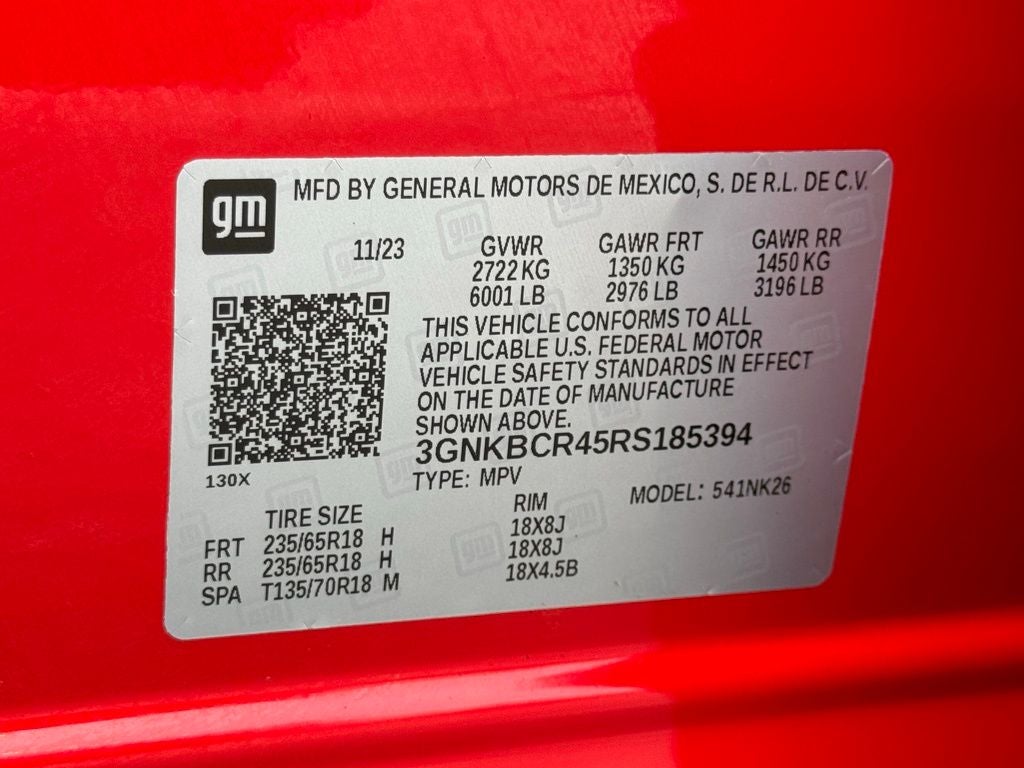 gm
MFD BY GENERAL MOTORS DE MEXICO, S. DE R.L. DE C.V.
11/23 GVWR GAWR FRT GAWR RR
2722 KG 1350 KG 1450 KG
6001 LB 2976 LB 3196 LB
THIS VEHICLE CONFORMS TO ALL
APPLICABLE U.S. FEDERAL MOTOR
VEHICLE SAFETY STANDARDS IN EFFECT
ON THE DATE OF MANUFACTURE
SHOWN ABOVE.
3GNKBCR45RS185394
130X
TYPE: MPV MODEL: 541NK26
TIRE SIZE RIM
FRT 235/65R18 H 18X8J
RR 235/65R18 H 18X8J
SPA T135/70R18 M 18X4.5B